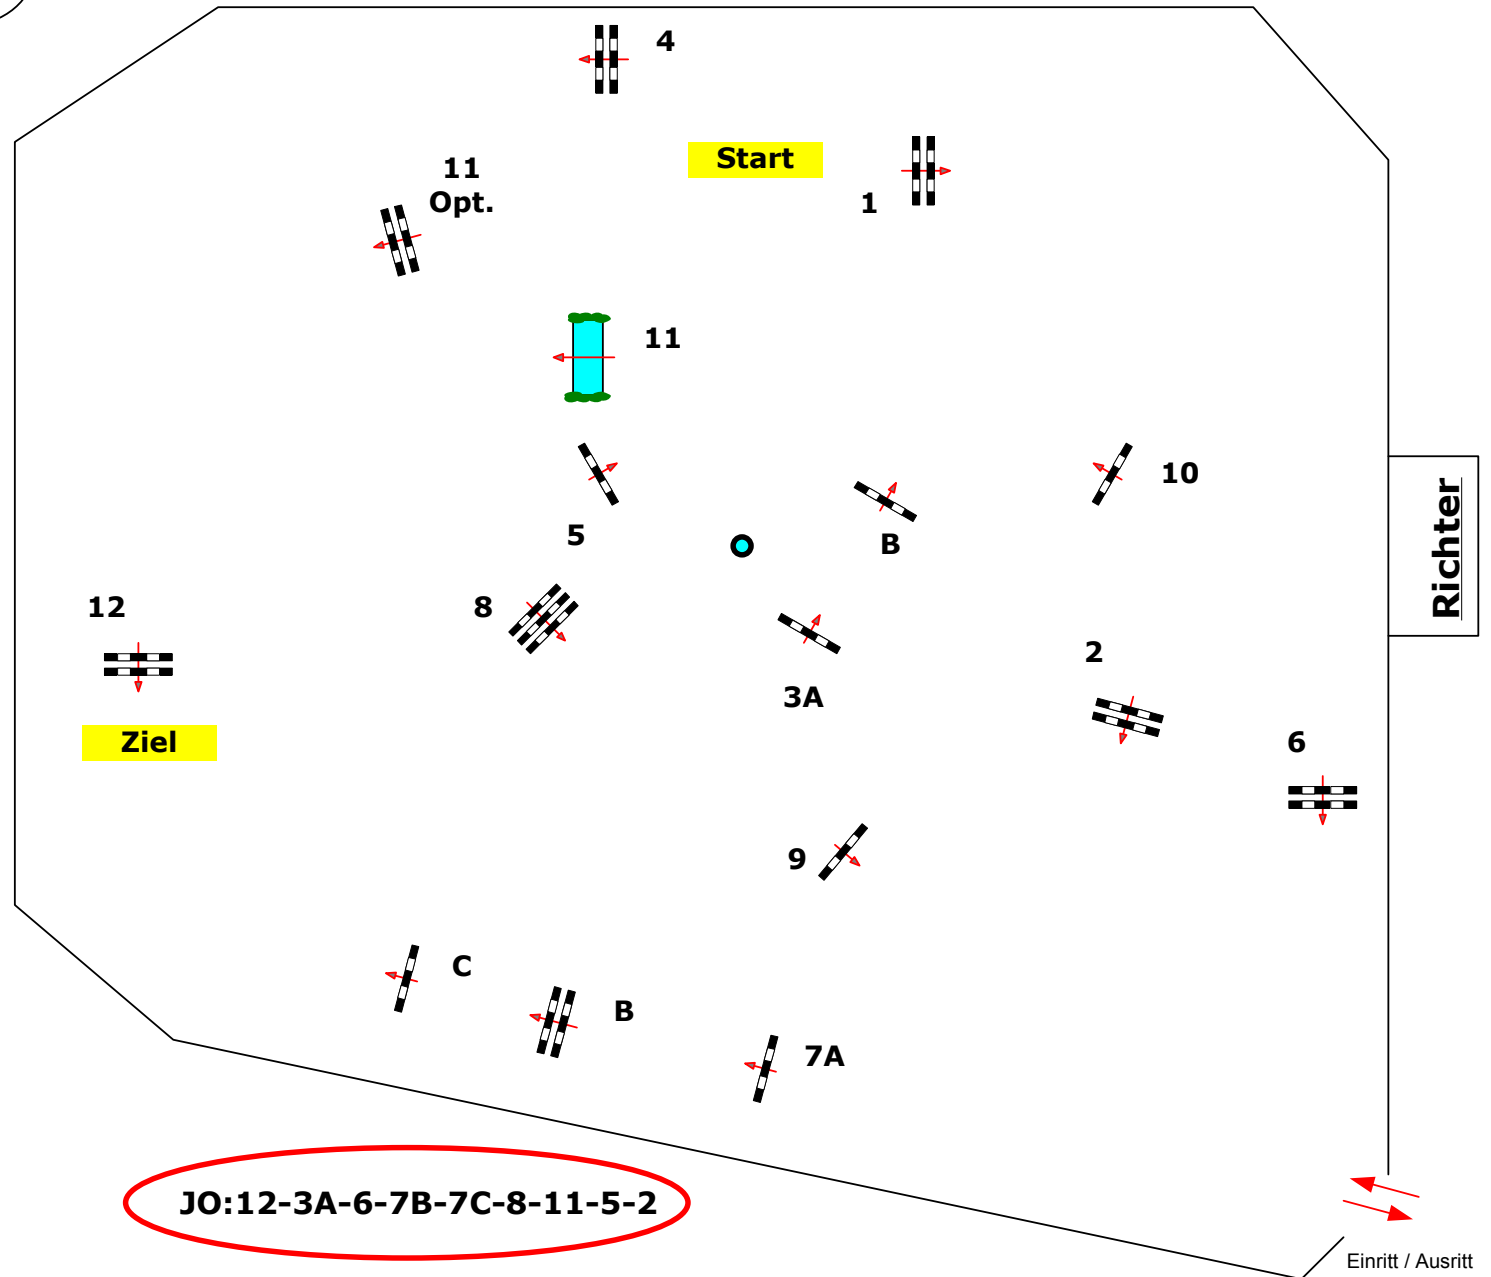 4
Start
11
Opt.
1
11
10
5
B
12
8
3A
2
Ziel
6
9
C
B
7A
Richter
JO:12-3A-6-7B-7C-8-11-5-2
Einritt / Ausritt